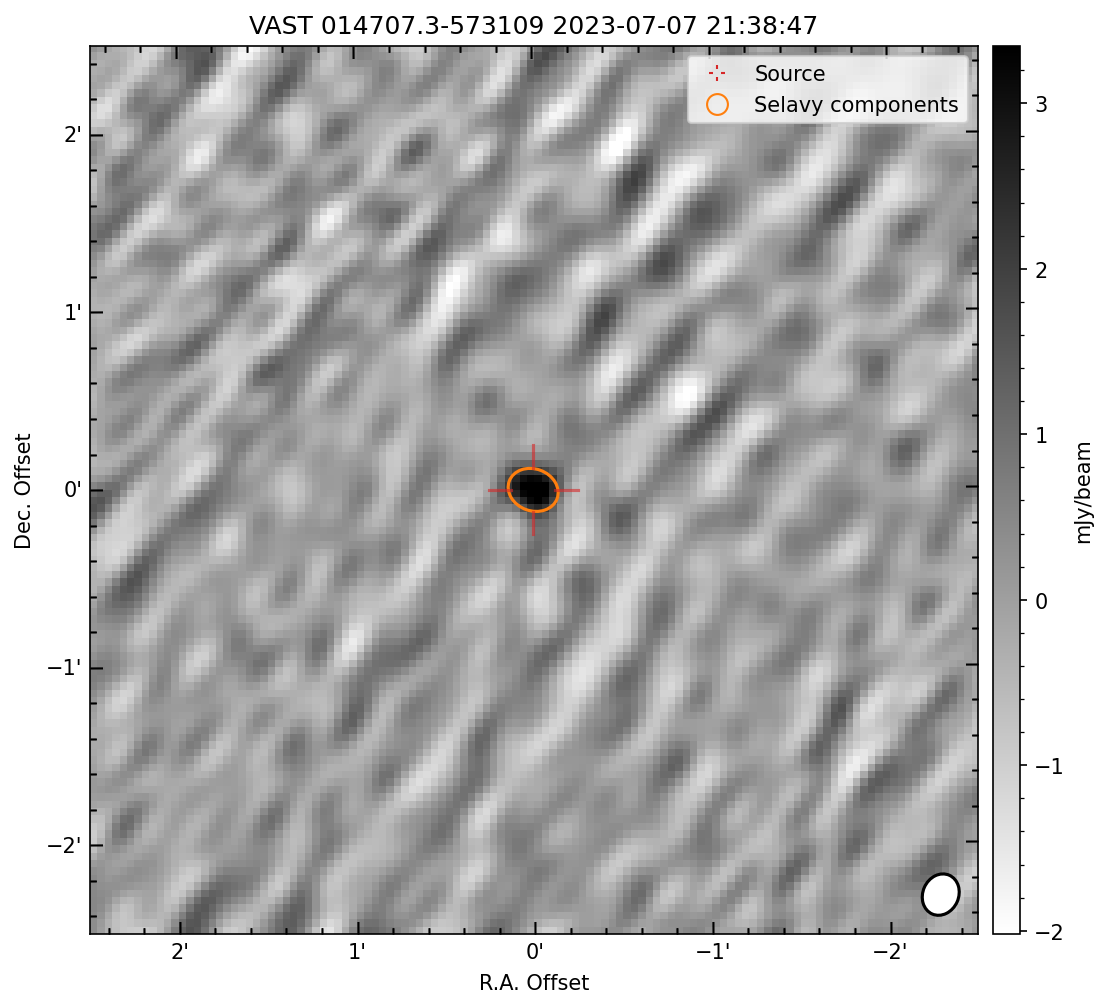 VAST 014707.3-573109 2023-07-07 21:38:47
Source
Selavy components
2'
1'
0'
−1'
−2'
Dec. Offset
2'
1'
0'
−1'
−2'
R.A. Offset
3
2
1
0
−1
−2
mJy/beam